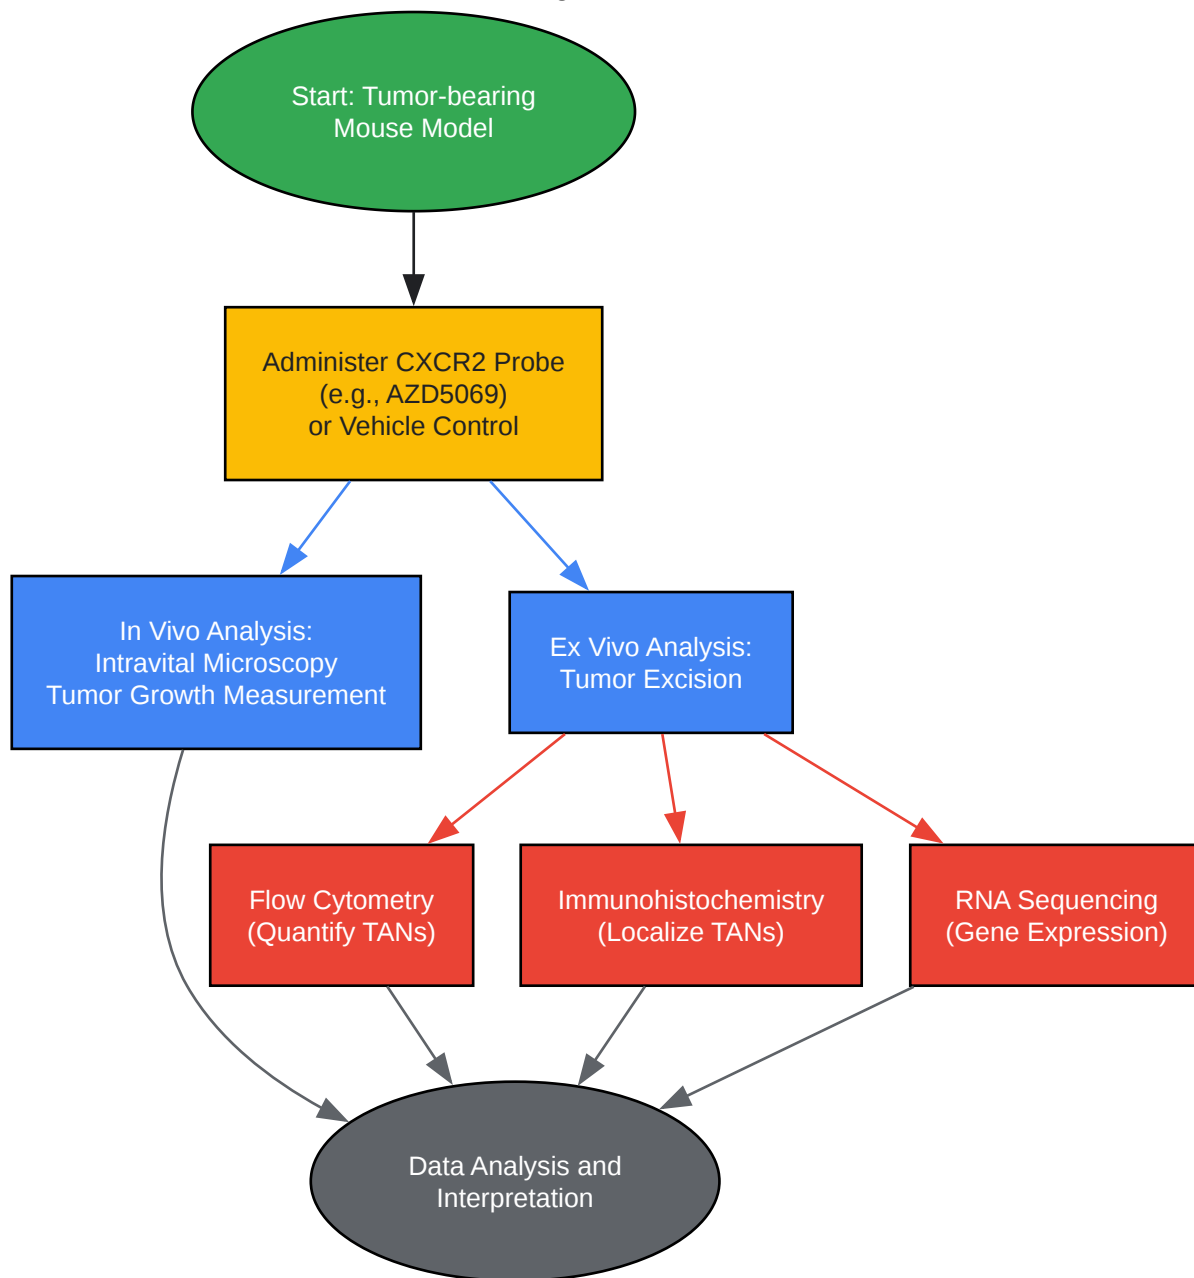 Start: Tumor-bearing
Mouse Model
Administer CXCR2 Probe
(e.g., AZD5069)
or Vehicle Control
In Vivo Analysis:
Intravital Microscopy
Tumor Growth Measurement
Ex Vivo Analysis:
Tumor Excision
Flow Cytometry
(Quantify TANs)
Immunohistochemistry
(Localize TANs)
RNA Sequencing
(Gene Expression)
Data Analysis and
Interpretation